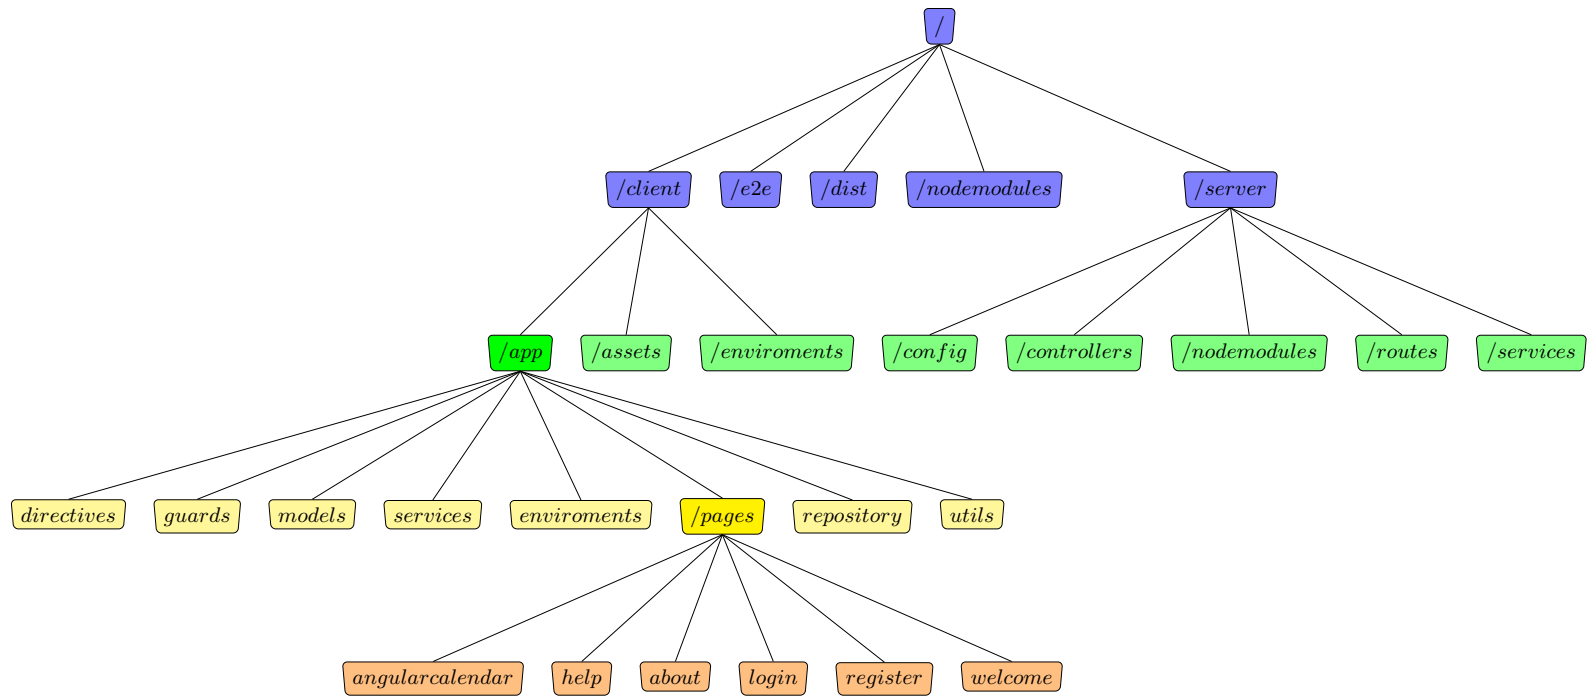 /
/client /e2e /dist /nodemodules /server
/app /assets /enviroments /config /controllers /nodemodules /routes /services
directives guards models services enviroments /pages repository utils
angularcalendar help about login register welcome